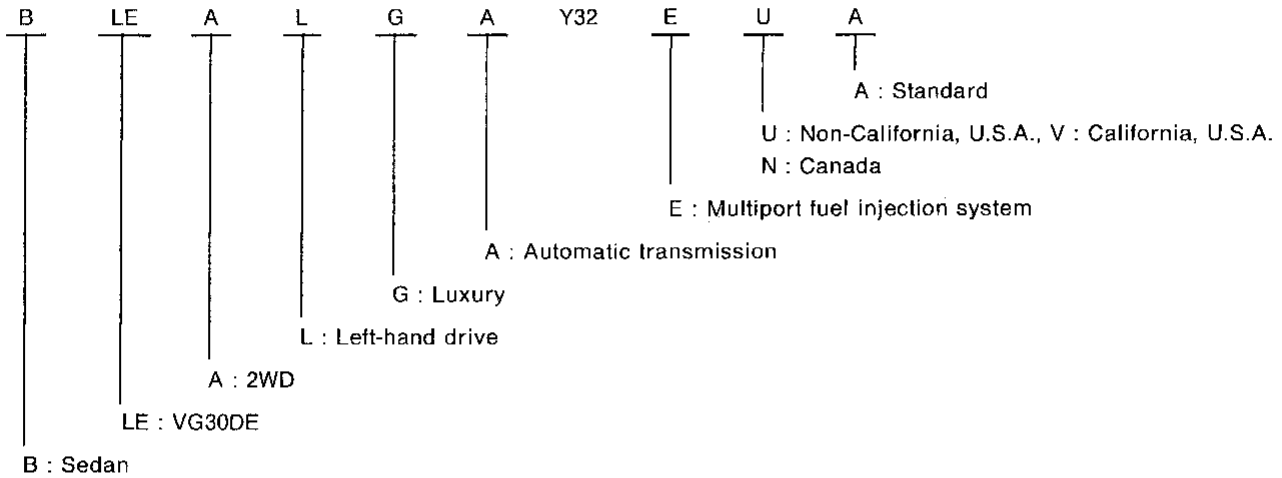 B LE A L G A Y32 E U A
A : Standard
U : Non-California, U.S.A., V : California, U.S.A.
N : Canada
E : Multiport fuel injection system
A : Automatic transmission
G : Luxury
L : Left-hand drive
A : 2WD
LE : VG30DE
B : Sedan